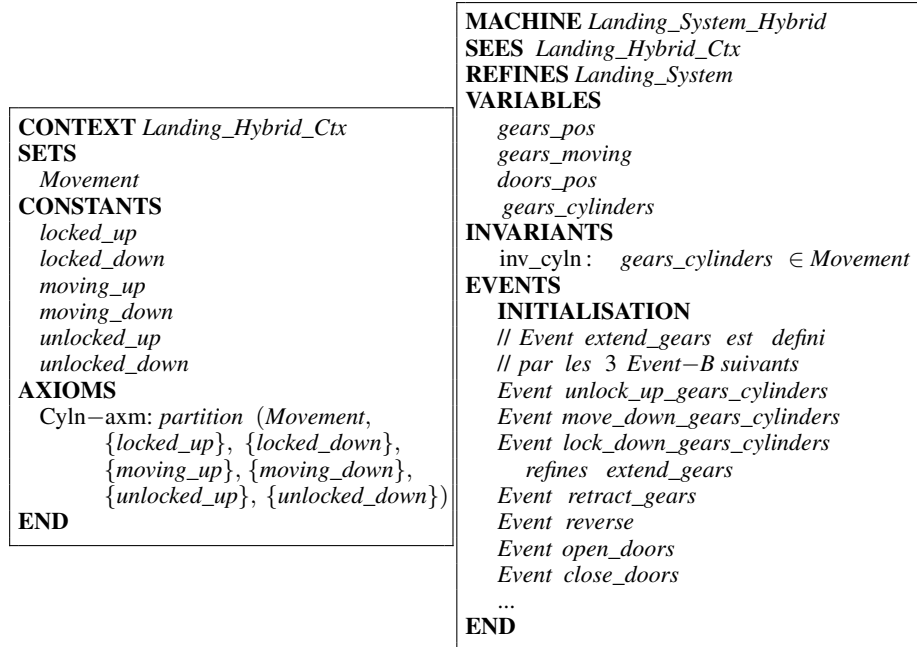 CONTEXT Landing_Hybrid_Ctx
SETS
Movement
CONSTANTS
locked_up
locked_down
moving_up
moving_down
unlocked_up
unlocked_down
AXIOMS
Cyln−axm: partition (Movement,
{locked_up}, {locked_down},
{moving_up}, {moving_down},
{unlocked_up}, {unlocked_down})
END
MACHINE Landing_System_Hybrid
SEES Landing_Hybrid_Ctx
REFINES Landing_System
VARIABLES
gears_pos
gears_moving
doors_pos
gears_cylinders
INVARIANTS
inv_cyln : gears_cylinders ∈ Movement
EVENTS
INITIALISATION
// Event extend_gears est defini
// par les 3 Event−B suivants
Event unlock_up_gears_cylinders
Event move_down_gears_cylinders
Event lock_down_gears_cylinders
refines extend_gears
Event retract_gears
Event reverse
Event open_doors
Event close_doors
...
END